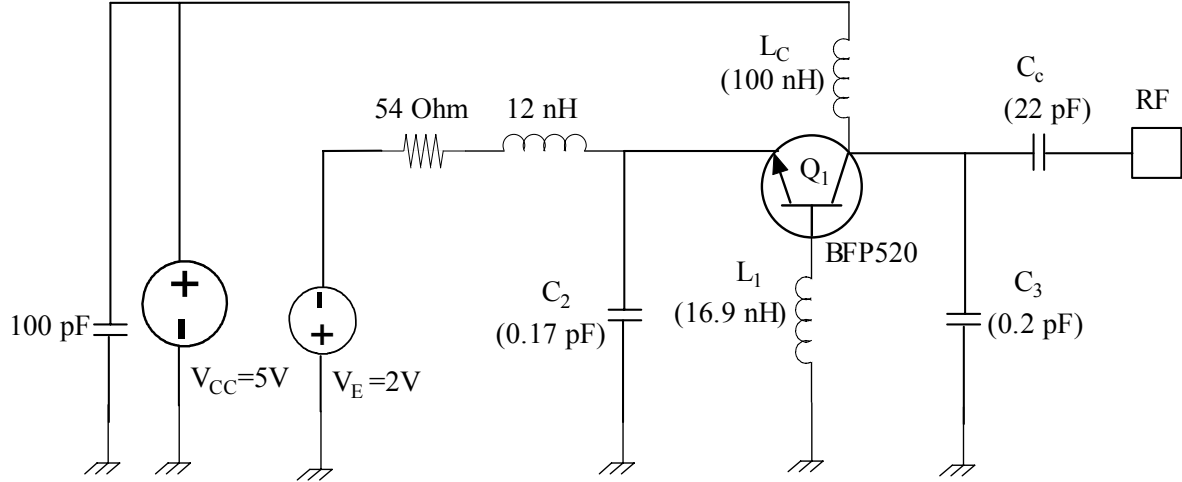 L_C
(100 nH)
C_c
(22 pF)
RF
54 Ohm
12 nH
Q_1
BFP520
100 pF
+
-
V_CC=5V
-
+
V_E=2V
C_2
(0.17 pF)
L_1
(16.9 nH)
C_3
(0.2 pF)